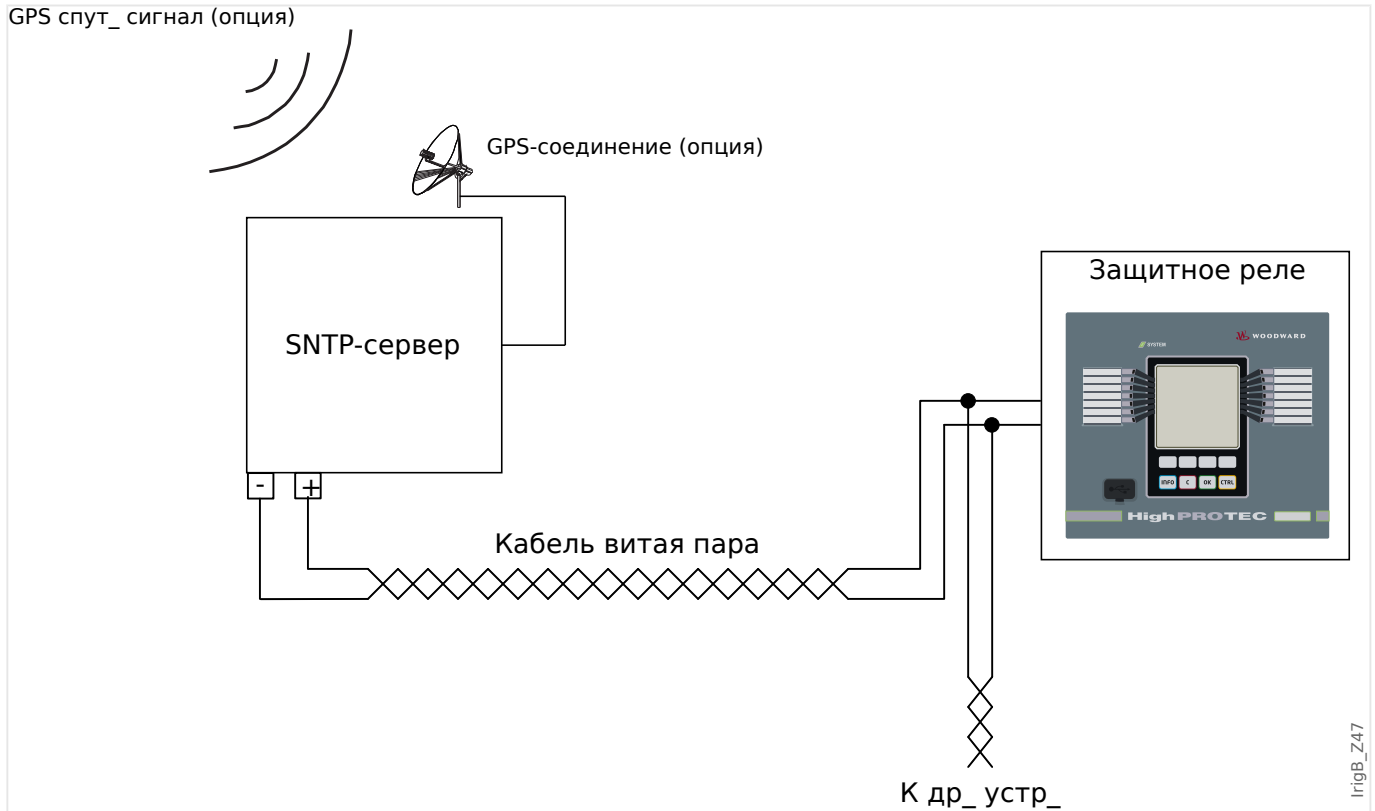 GPS спут_ сигнал (опция)
GPS-соединение (опция)
SNTP-сервер
- +
Защитное реле
WOODWARD
SYSTEM
INFO C OK CTRL
HighPROTEC
Кабель витая пара
К др_ устр_
IrigB_Z47